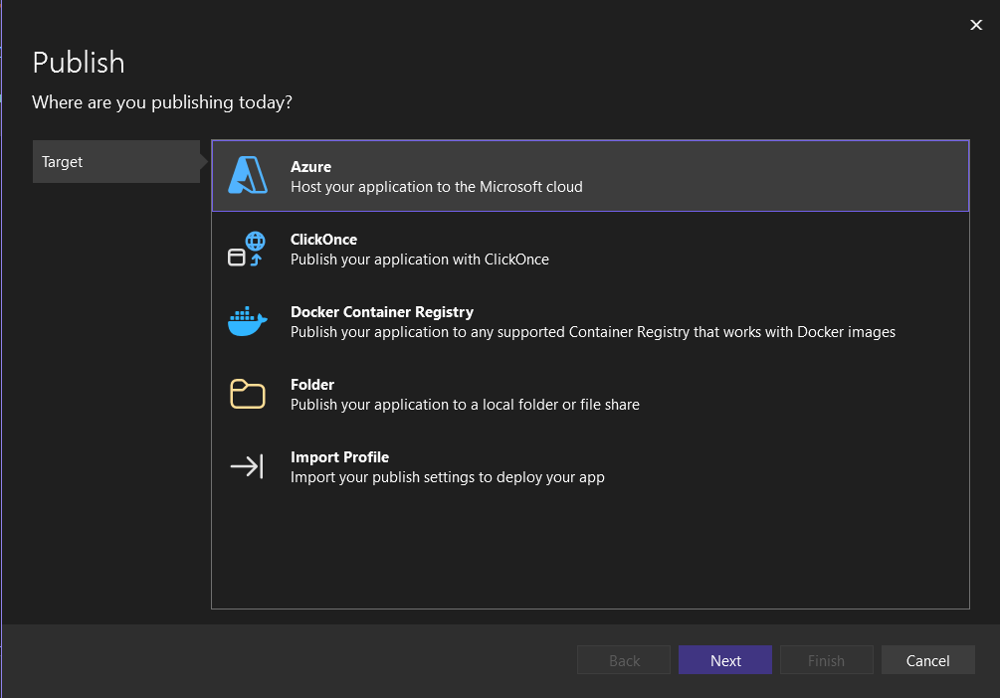 Publish
Where are you publishing today?
Target
Azure
Host your application to the Microsoft cloud
ClickOnce
Publish your application with ClickOnce
Docker Container Registry
Publish your application to any supported Container Registry that works with Docker images
Folder
Publish your application to a local folder or file share
Import Profile
Import your publish settings to deploy your app
Back
Next
Finish
Cancel